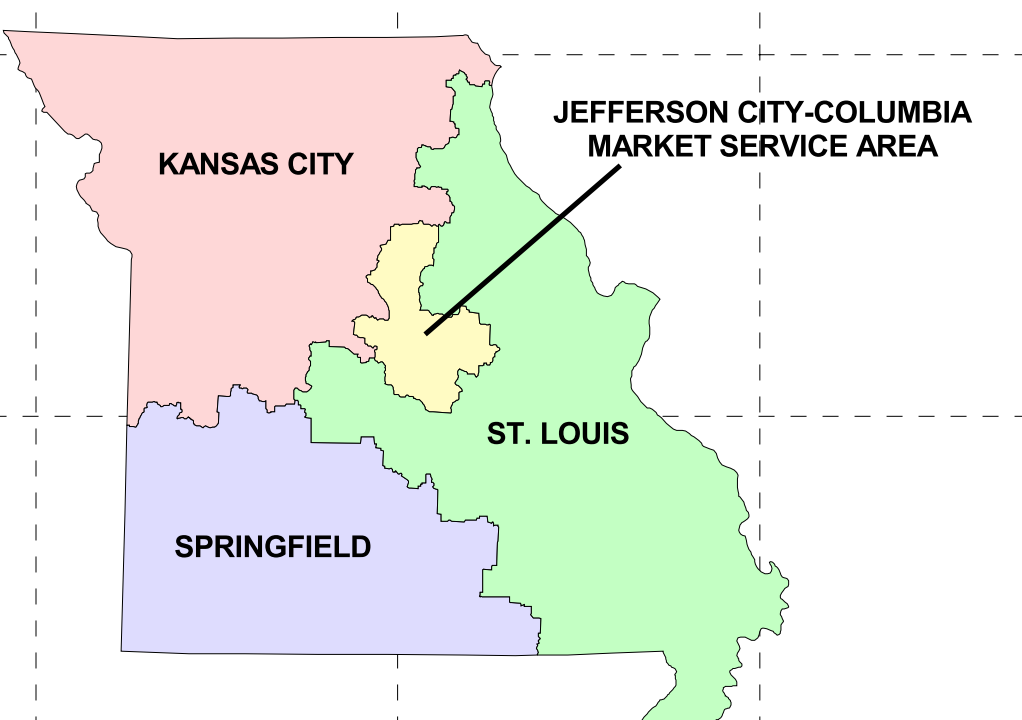 JEFFERSON CITY-COLUMBIA
MARKET SERVICE AREA
KANSAS CITY
ST. LOUIS
SPRINGFIELD